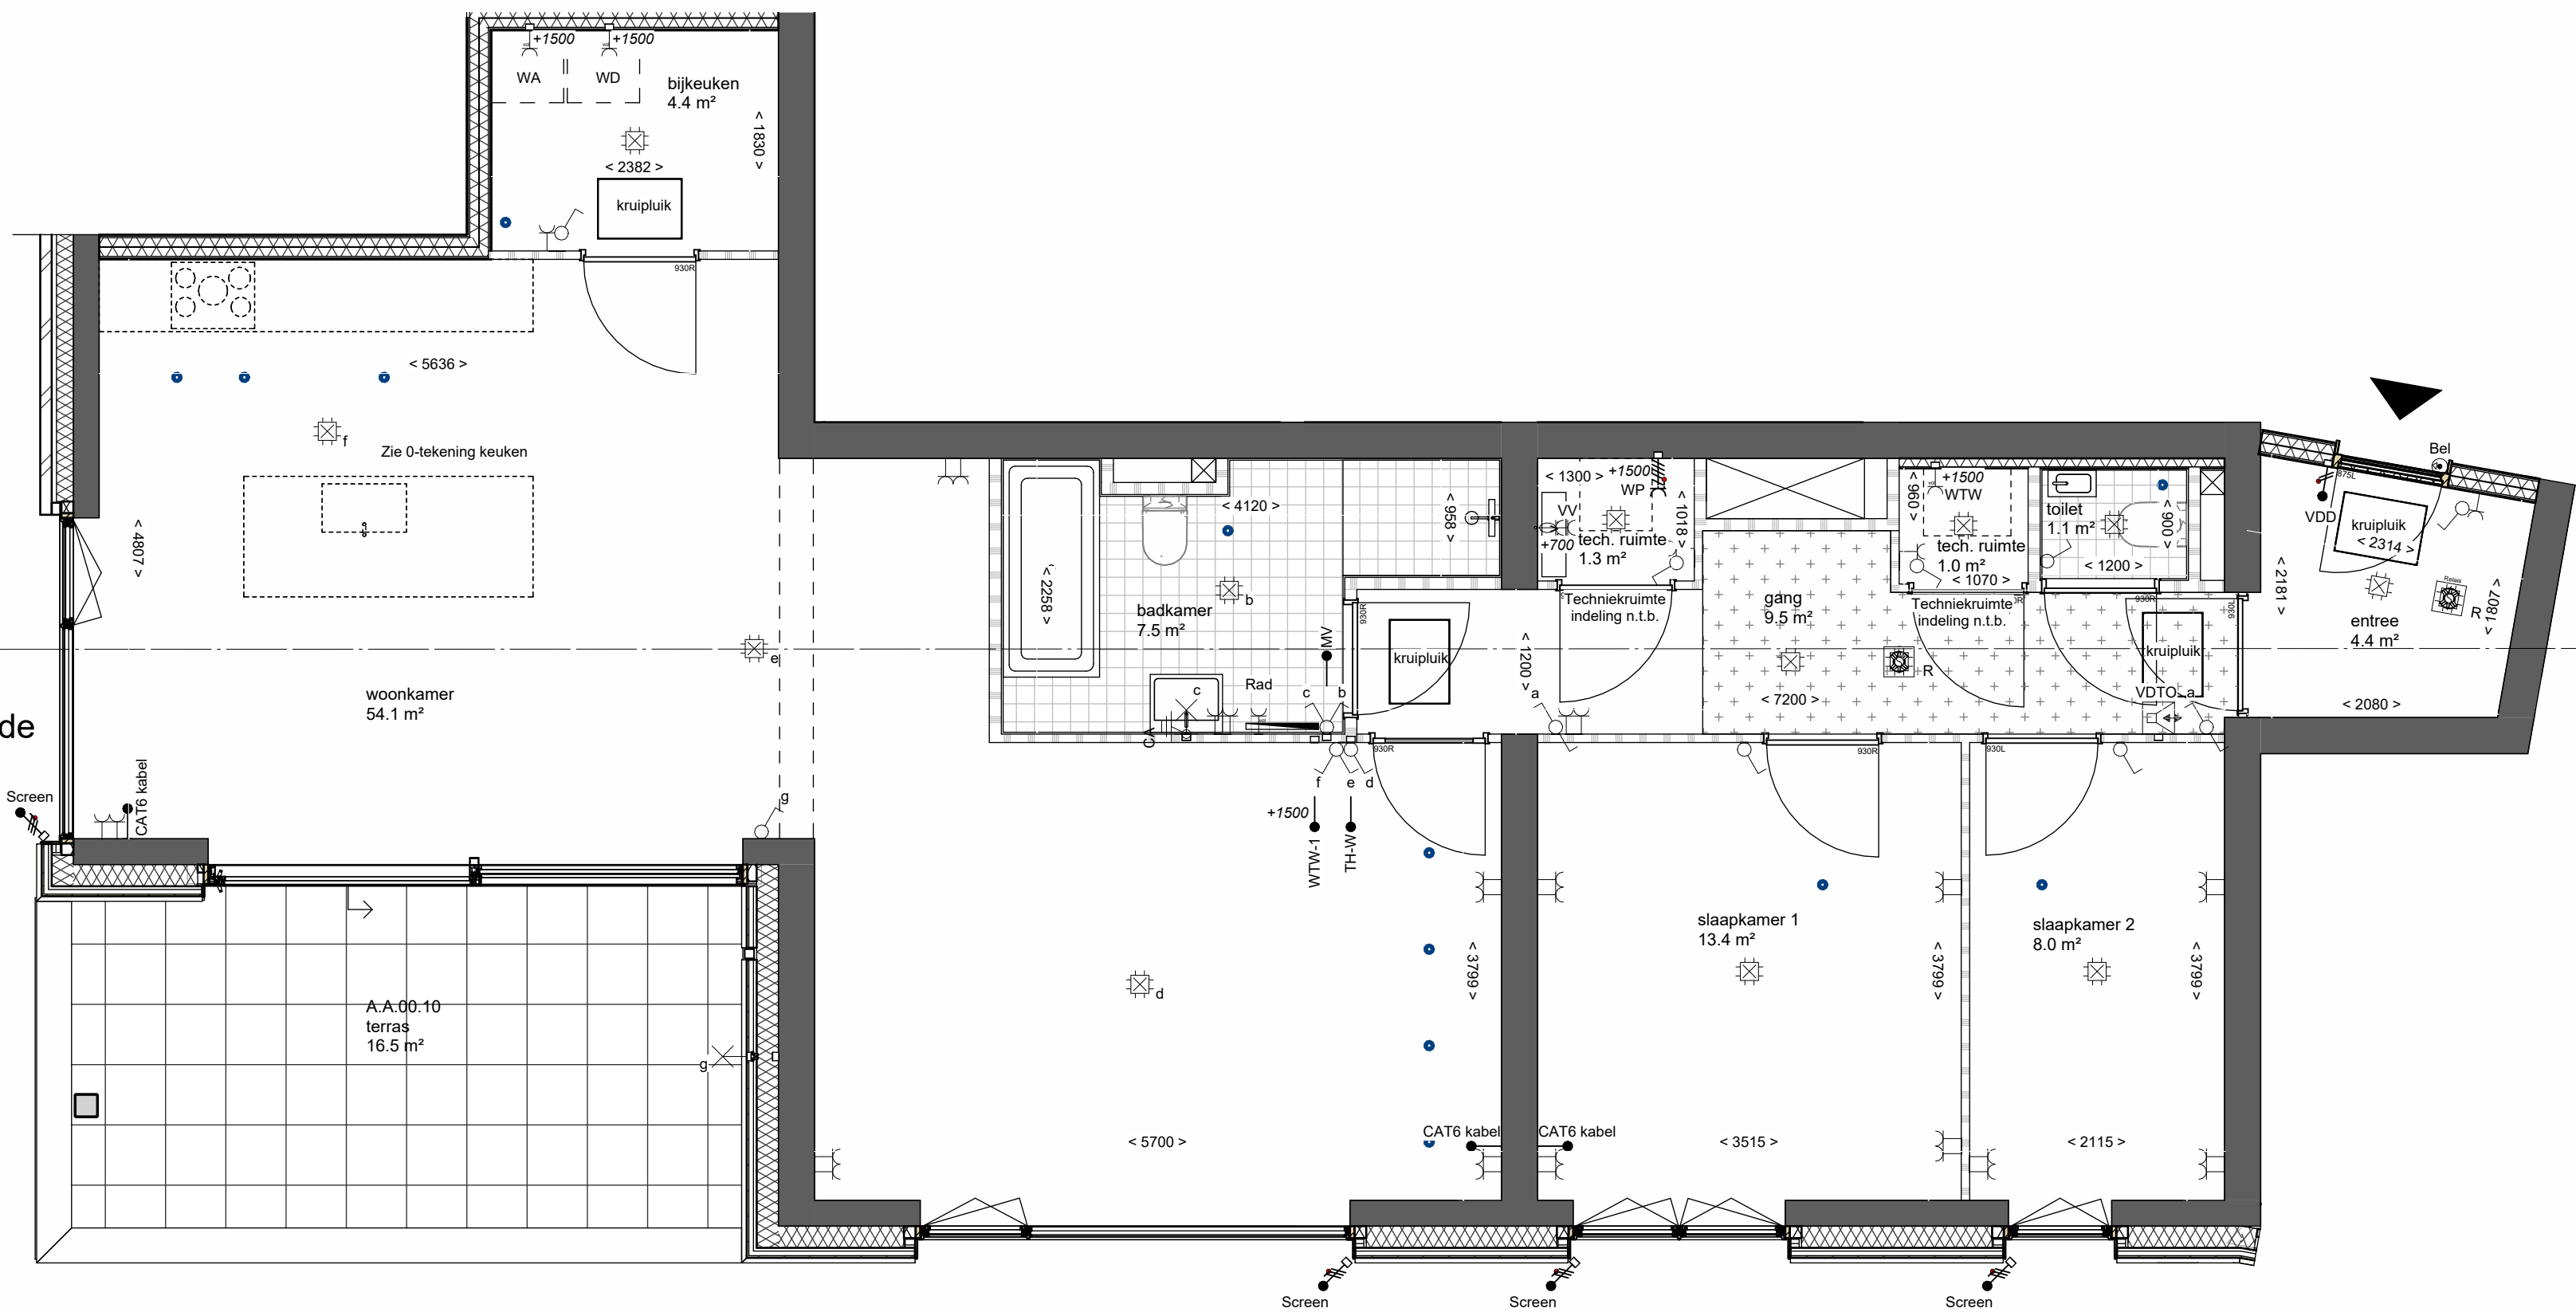 +1500
+1500
WA
WD
bijkeuken
4.4 m²
< 1830 >
< 2382 >
kruipluik
930R
< 5636 >
f
Zie 0-tekening keuken
< 4807 >
e
woonkamer
54.1 m²
de
Screen
CAT6 kabel
g
A.A.00.10
terras
16.5 m²
g
< 4120 >
< 958 >
< 2258 >
b
badkamer
7.5 m²
MV
Rad
c
c
b
CA
930R
kruipluik
930R
f
e
d
+1500
WTW-1
TH-W
d
< 3799 >
< 5700 >
CAT6 kabel
CAT6 kabel
< 1300 >
+1500
WP
VV
+700
tech. ruimte
1.3 m²
< 1018 >
Techniekruimte
indeling n.t.b.
< 1200 >
a
gang
9.5 m²
R
< 7200 >
< 960 >
+1500
WTW
tech. ruimte
1.0 m²
< 1070 >
Techniekruimte
indeling n.t.b.
toilet
1.1 m²
< 900 >
< 1200 >
930R
930L
kruipluik
VDTO
a
930R
930L
slaapkamer 1
13.4 m²
< 3799 >
< 3515 >
slaapkamer 2
8.0 m²
< 3799 >
< 2115 >
Bel
875L
VDD
kruipluik
< 2314 >
< 2181 >
Relais
R
< 1807 >
entree
4.4 m²
< 2080 >
Screen
Screen
Screen